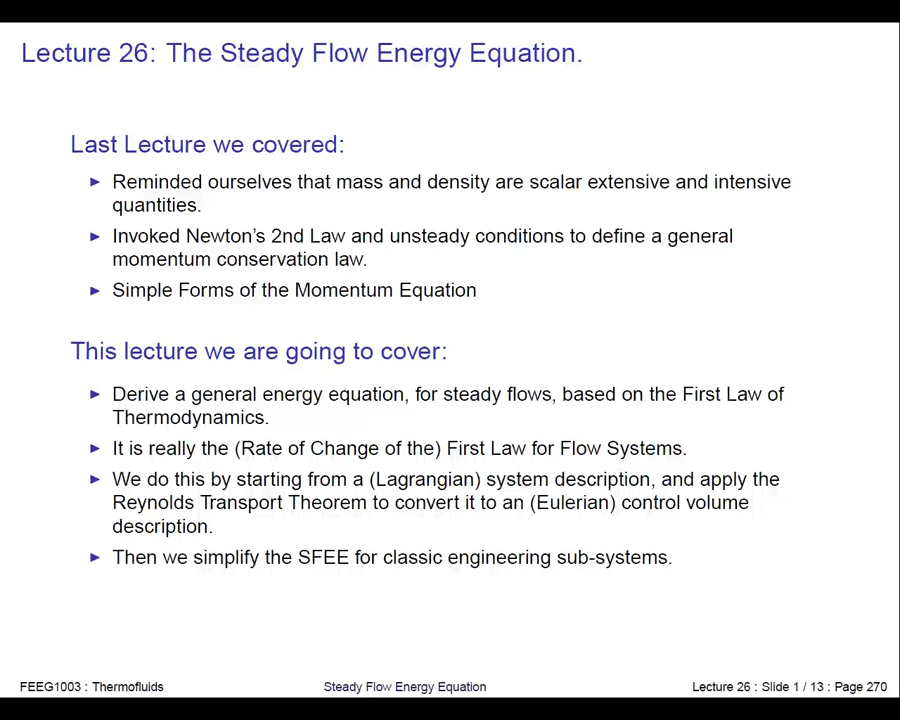 Lecture 26: The Steady Flow Energy Equation.
Last Lecture we covered:
► Reminded ourselves that mass and density are scalar extensive and intensive
quantities.
► Invoked Newton's 2nd Law and unsteady conditions to define a general
momentum conservation law.
► Simple Forms of the Momentum Equation
This lecture we are going to cover:
► Derive a general energy equation, for steady flows, based on the First Law of
Thermodynamics.
► It is really the (Rate of Change of the) First Law for Flow Systems.
► We do this by starting from a (Lagrangian) system description, and apply the
Reynolds Transport Theorem to convert it to an (Eulerian) control volume
description.
► Then we simplify the SFEE for classic engineering sub-systems.
FEEG1003 : Thermofluids
Steady Flow Energy Equation
Lecture 26 : Slide 1 / 13 : Page 270